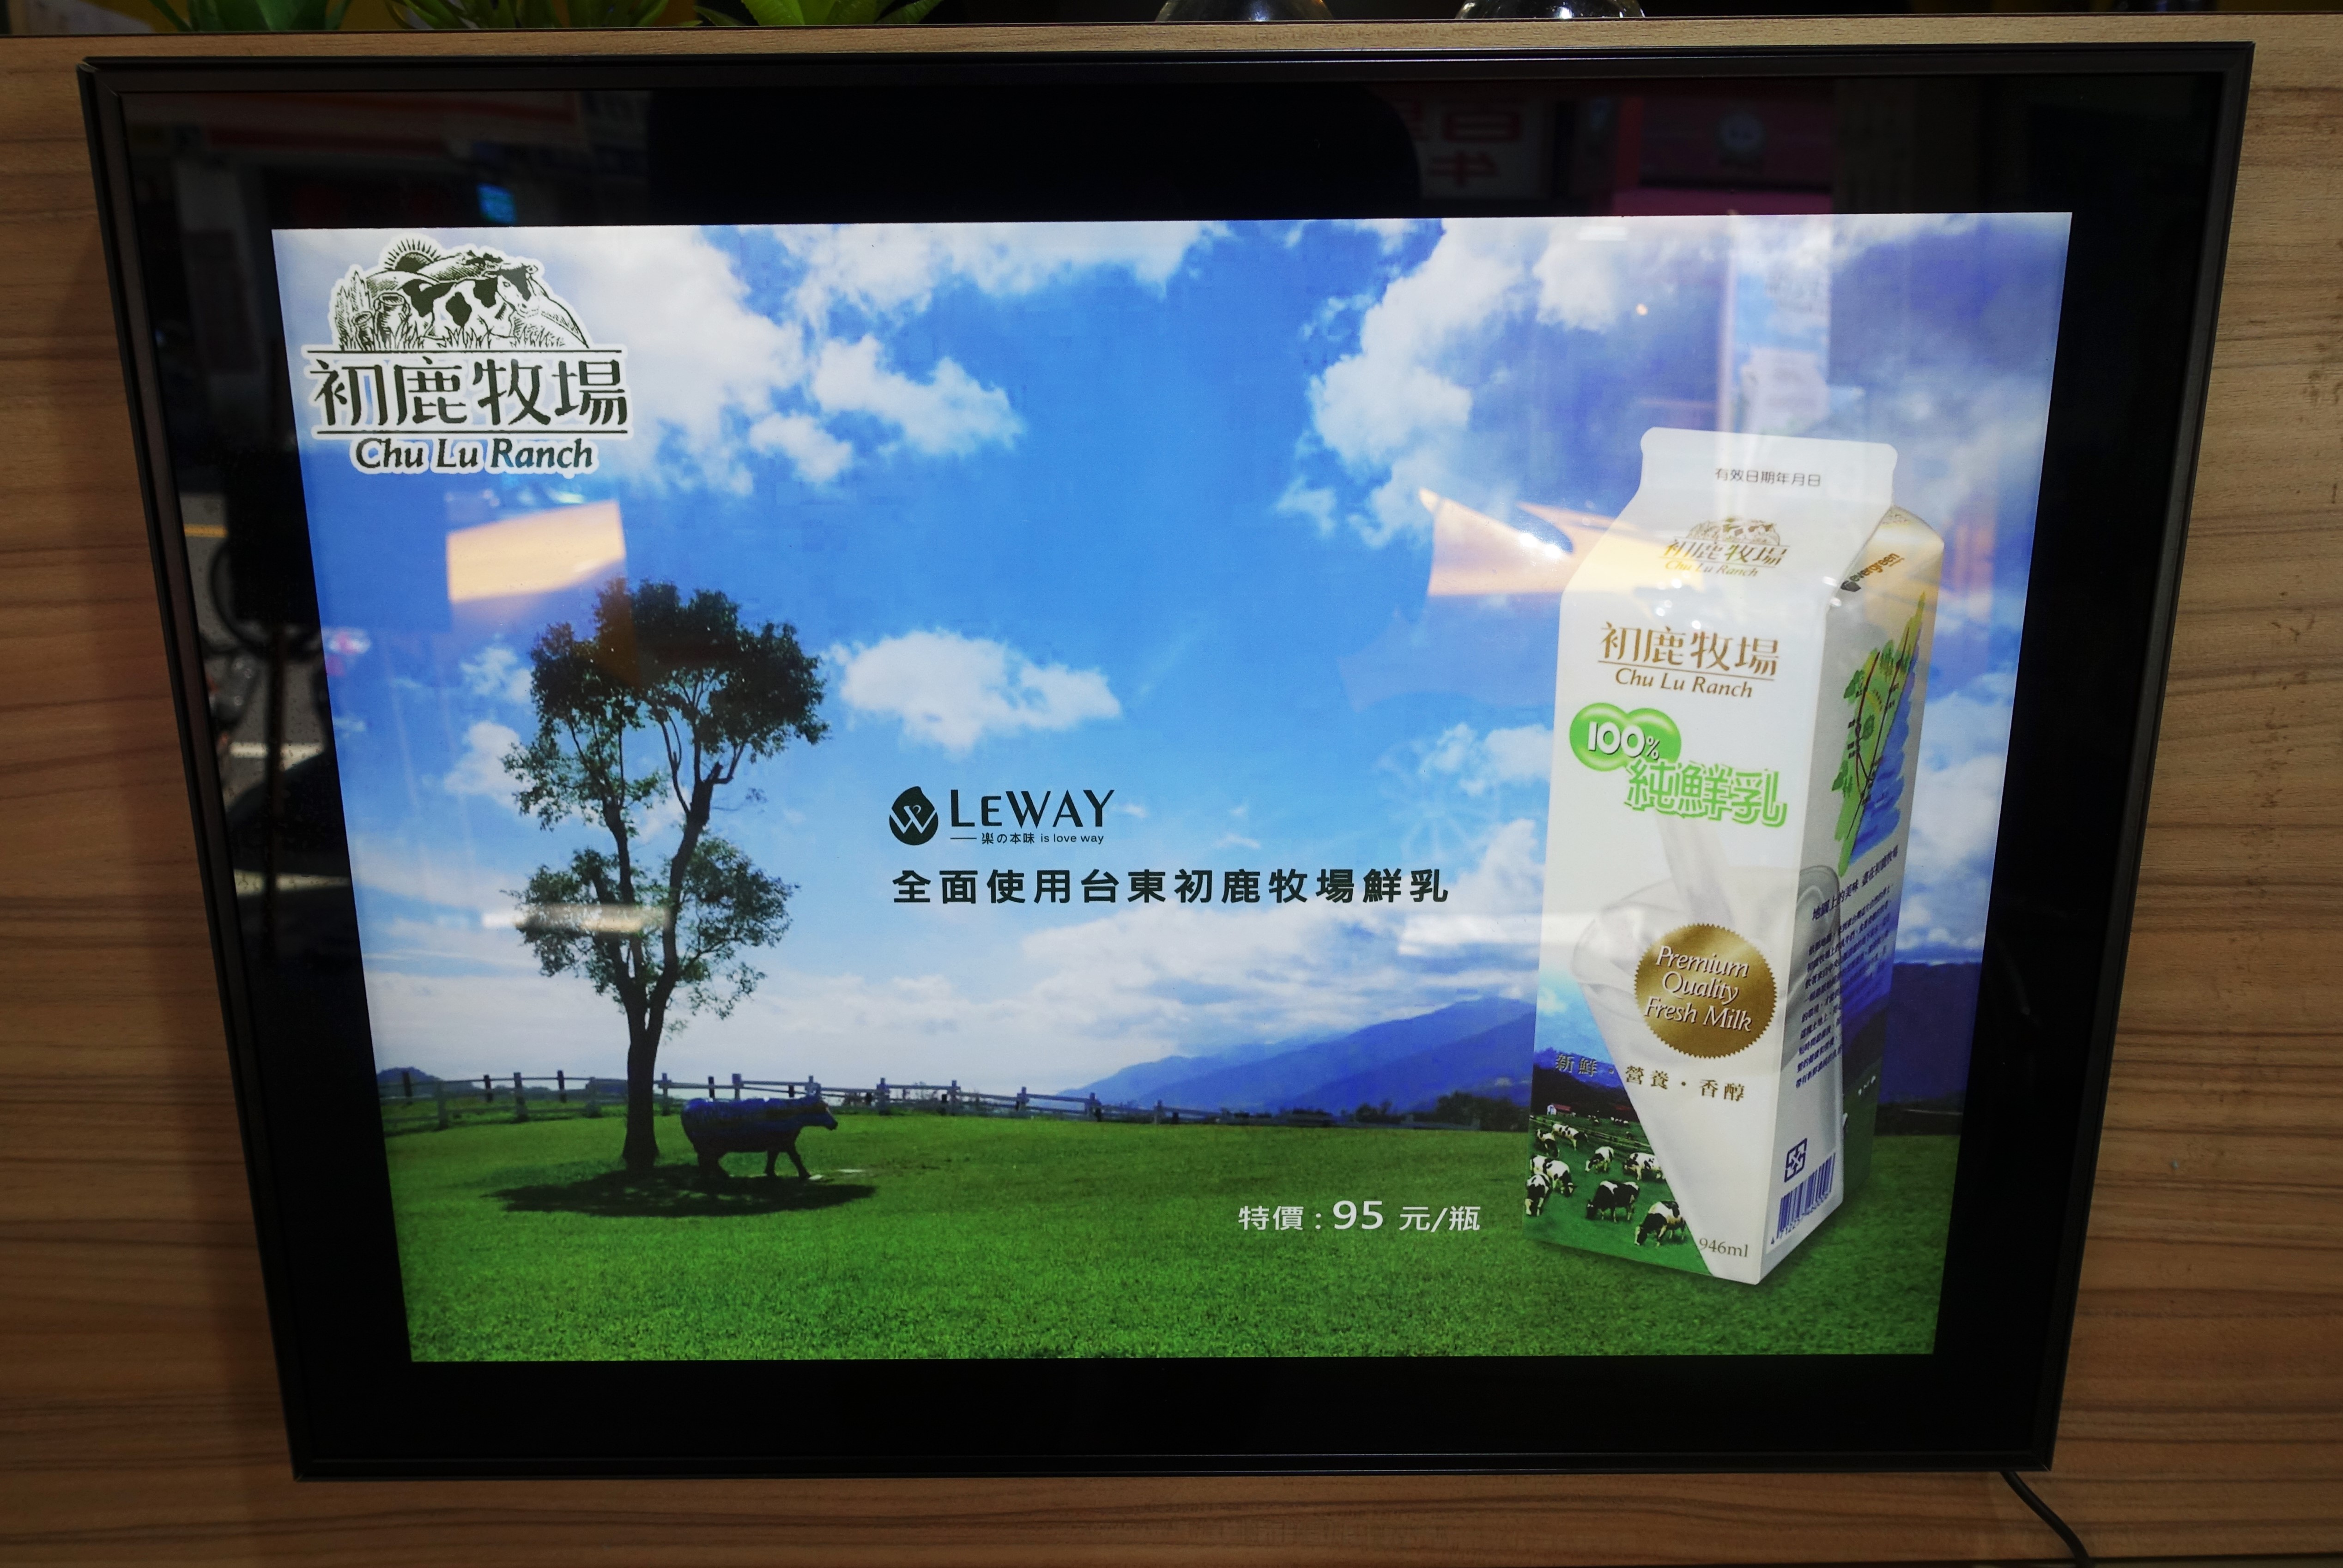 初鹿牧場
Chu Lu Ranch
LEWAY
楽の本味 is love way
全面使用台東初鹿牧場鮮乳
特價:95 元/瓶
有效日期年月日
初鹿牧場
Chu Lu Ranch
evergreen
初鹿牧場
Chu Lu Ranch
100%
純鮮乳
Premium
Quality
Fresh Milk
新鮮・營養・香醇
946ml